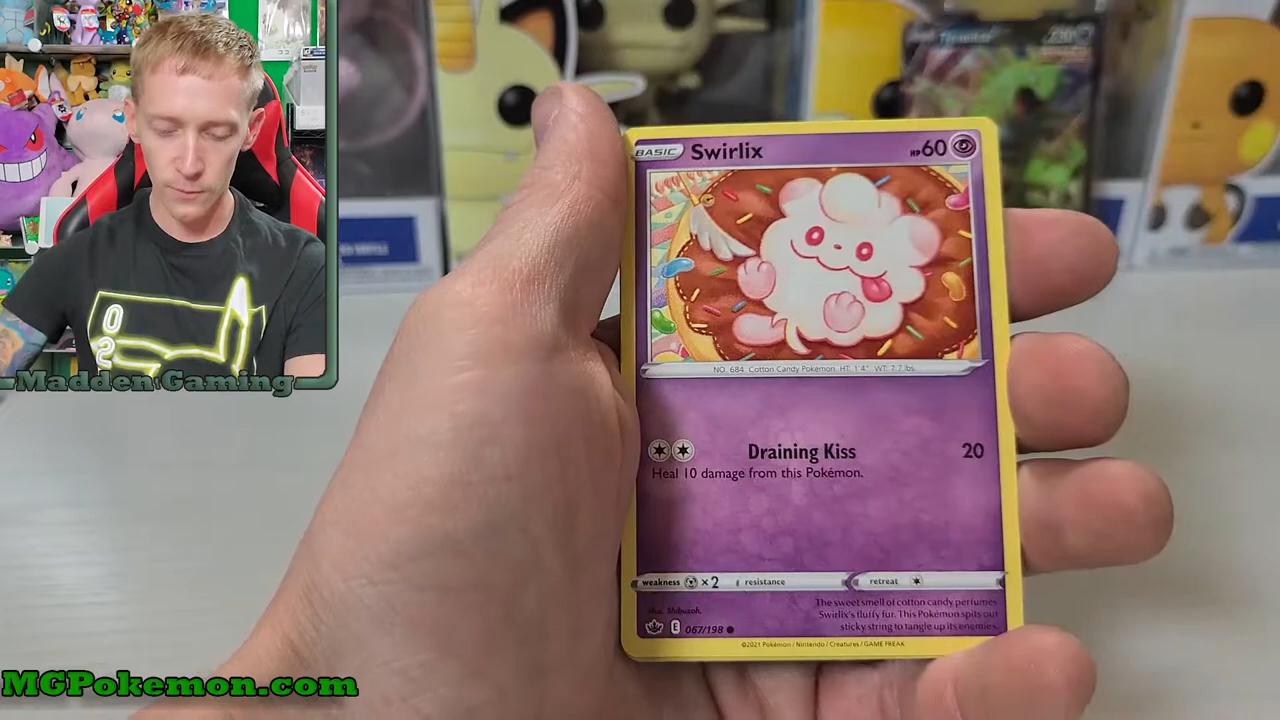 BASIC Swirlix HP60
NO. 684 Cotton Candy Pokémon HT: 1'4" WT: 7.7 lbs.
Draining Kiss 20
Heal 10 damage from this Pokémon.
weakness ×2 resistance retreat
illus. Shibuzoh.
The sweet smell of cotton candy perfumes
Swirlix's fluffy fur. This Pokémon spits out
sticky string to tangle up its enemies.
E 067/198
©2021 Pokémon / Nintendo / Creatures / GAME FREAK
0
2
Madden Gaming
MGPokemon.com